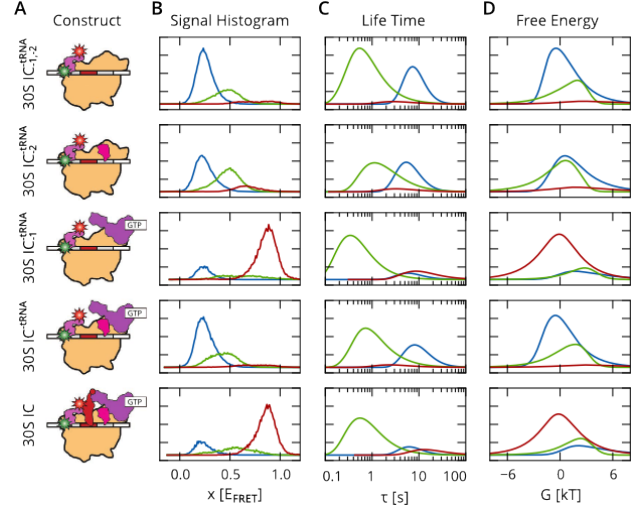 A
B
C
D
Construct
Signal Histogram
Life Time
Free Energy
30S IC-tRNA-1,-2
30S IC-tRNA-2
30S IC-tRNA-1
GTP
30S IC-tRNA
GTP
30S IC
GTP
0.0 0.5 1.0
0.1 1 10 100
−6 0 6
x [EFRET]
τ [s]
G [kT]